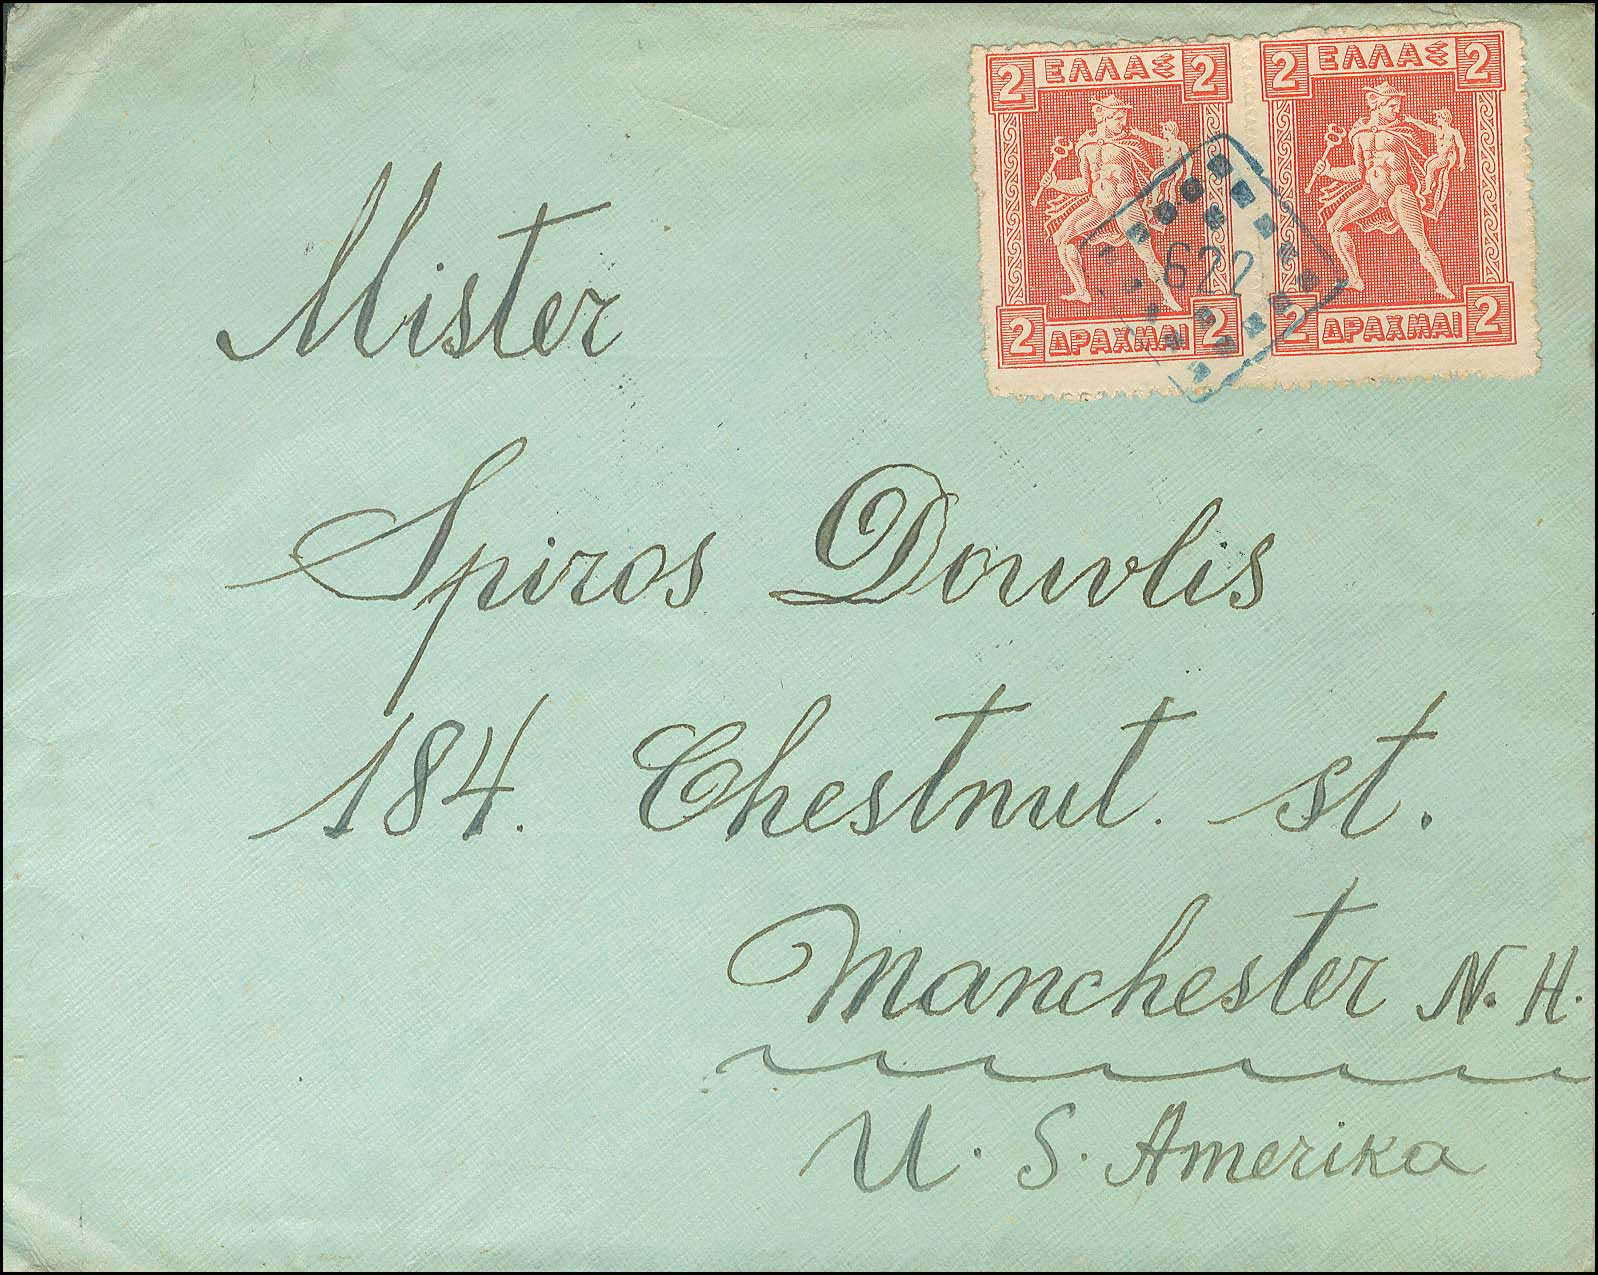 2 ΕΛΛΑΣ 2 2 ΕΛΛΑΣ 2
622
2 ΔΡΑΧΜΑΙ 2 2 ΔΡΑΧΜΑΙ 2
Mister
Spiros Douvlis
184. Chestnut. st.
Manchester N. H.
U. S. Amerika